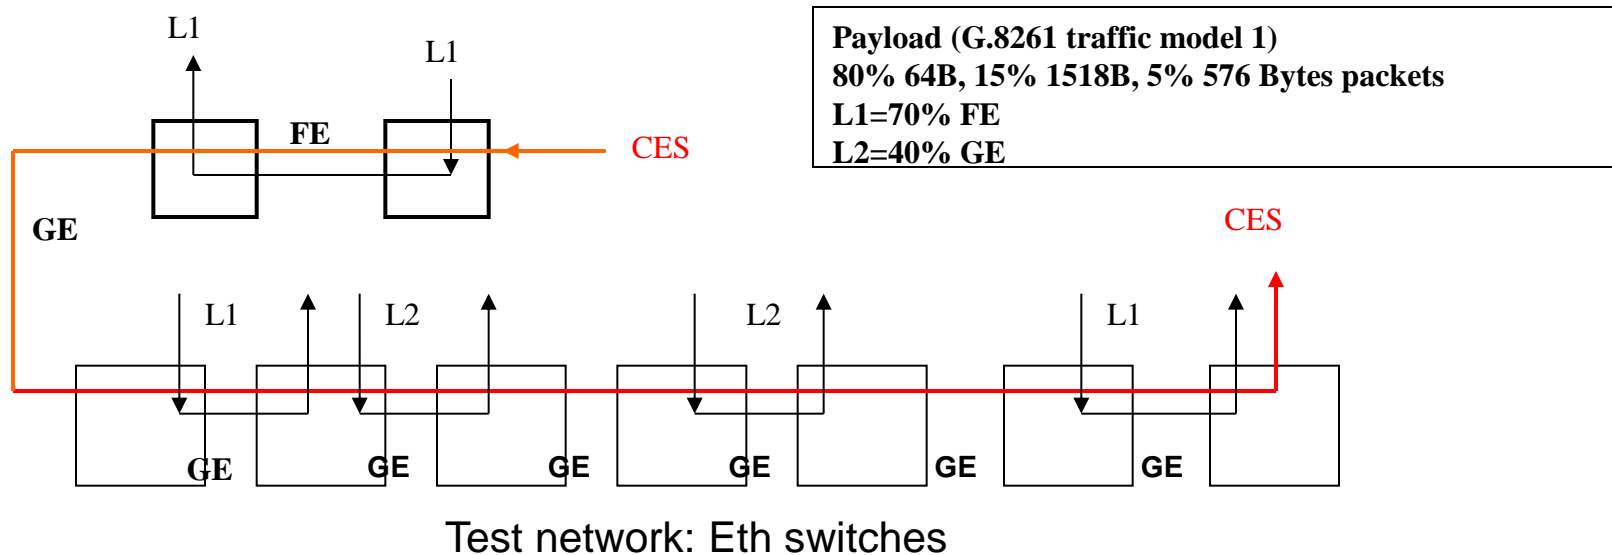 L1
L1
FE
CES
GE
Payload (G.8261 traffic model 1)
80% 64B, 15% 1518B, 5% 576 Bytes packets
L1=70% FE
L2=40% GE
CES
L1
L2
L2
L1
GE
GE
GE
GE
GE
GE
Test network: Eth switches